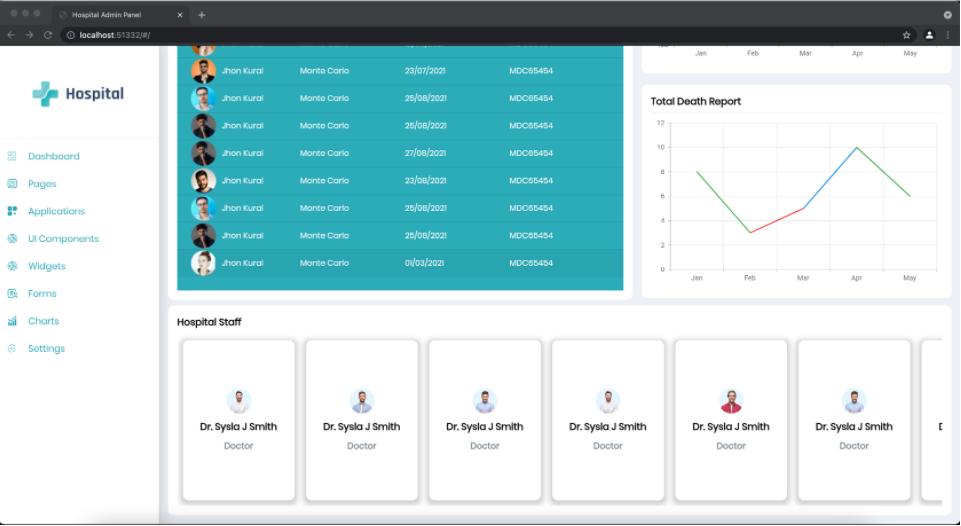 Hospital Admin Panel
localhost:51332/#/
Hospital
Dashboard
Pages
Applications
UI Components
Widgets
Forms
Charts
Settings
Jhon Kural Monte Carlo 23/07/2021 MDC65454
Jhon Kural Monte Carlo 25/08/2021 MDC65454
Jhon Kural Monte Carlo 25/08/2021 MDC65454
Jhon Kural Monte Carlo 27/08/2021 MDC65454
Jhon Kural Monte Carlo 23/08/2021 MDC65454
Jhon Kural Monte Carlo 25/08/2021 MDC65454
Jhon Kural Monte Carlo 25/08/2021 MDC65454
Jhon Kural Monte Carlo 01/03/2021 MDC65454
Jan Feb Mar Apr May
Total Death Report
12
10
8
6
4
2
0
Jan Feb Mar Apr May
Hospital Staff
Dr. Sysla J Smith Dr. Sysla J Smith Dr. Sysla J Smith Dr. Sysla J Smith Dr. Sysla J Smith Dr. Sysla J Smith
Doctor Doctor Doctor Doctor Doctor Doctor